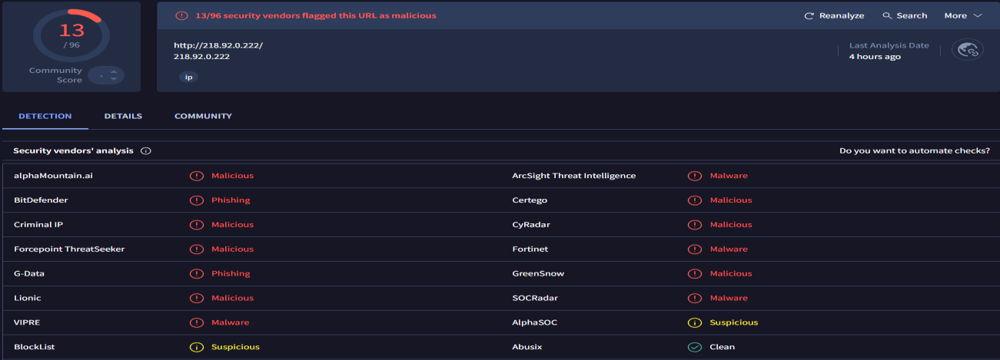 13
/ 96
Community
Score
13/96 security vendors flagged this URL as malicious
Reanalyze
Search
More
http://218.92.0.222/
218.92.0.222
ip
Last Analysis Date
4 hours ago
DETECTION DETAILS COMMUNITY
Security vendors' analysis
Do you want to automate checks?
alphaMountain.ai Malicious ArcSight Threat Intelligence Malware
BitDefender Phishing Certego Malicious
Criminal IP Malicious CyRadar Malicious
Forcepoint ThreatSeeker Malicious Fortinet Malware
G-Data Phishing GreenSnow Malicious
Lionic Malicious SOCRadar Malware
VIPRE Malware AlphaSOC Suspicious
BlockList Suspicious Abusix Clean